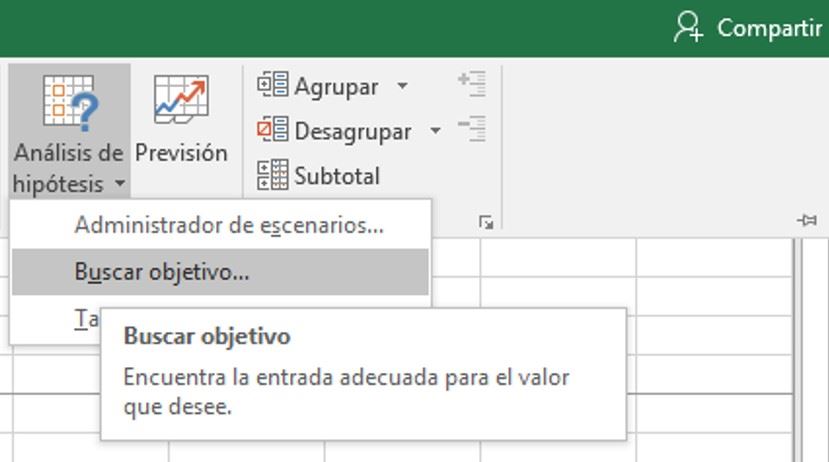 Compartir
Análisis de
hipótesis
Previsión
Agrupar
Desagrupar
Subtotal
Administrador de escenarios...
Buscar objetivo...
Ta
Buscar objetivo
Encuentra la entrada adecuada para el valor
que desee.